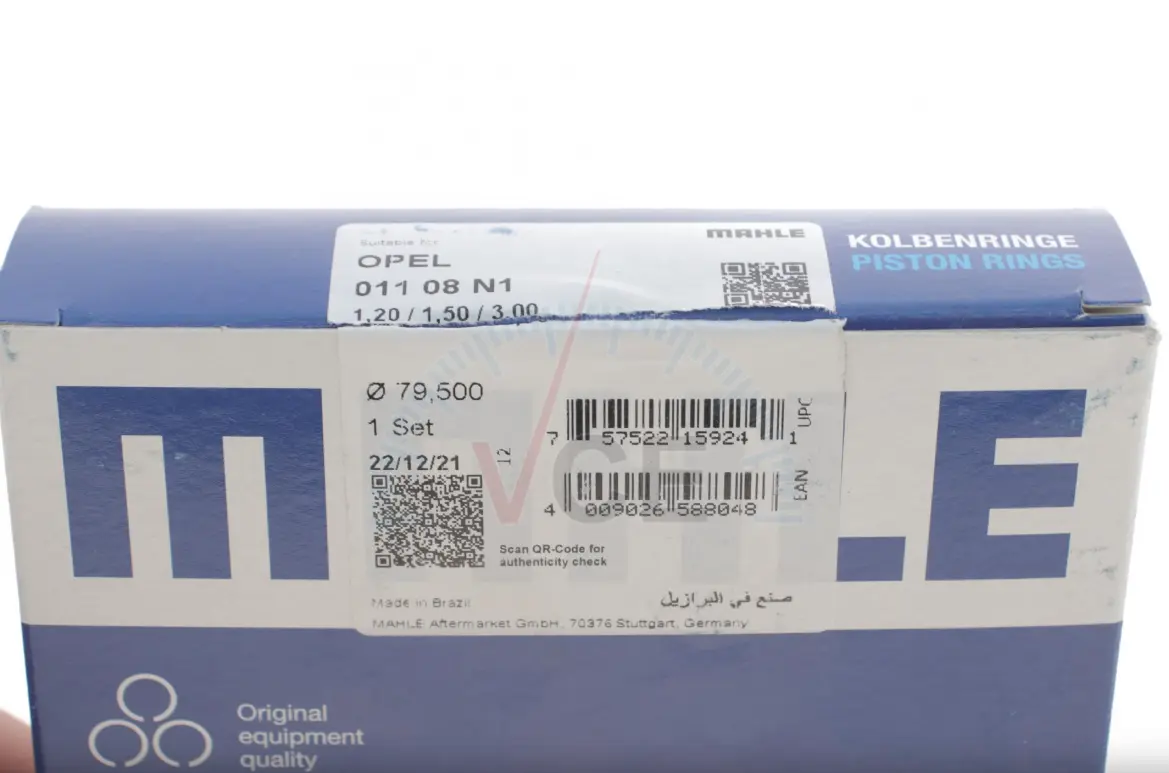 Suitable for
MAHLE
OPEL
011 08 N1
1,20 / 1,50 / 3,00
KOLBENRINGE
PISTON RINGS
Ø 79,500
1 Set
22/12/21
12
7 57522 15924 1
UPC
4 009026 588048
EAN
VCE
Scan QR-Code for
authenticity check
Made in Brazil
صنع في البرازيل
MAHLE Aftermarket GmbH, 70376 Stuttgart, Germany
Original
equipment
quality